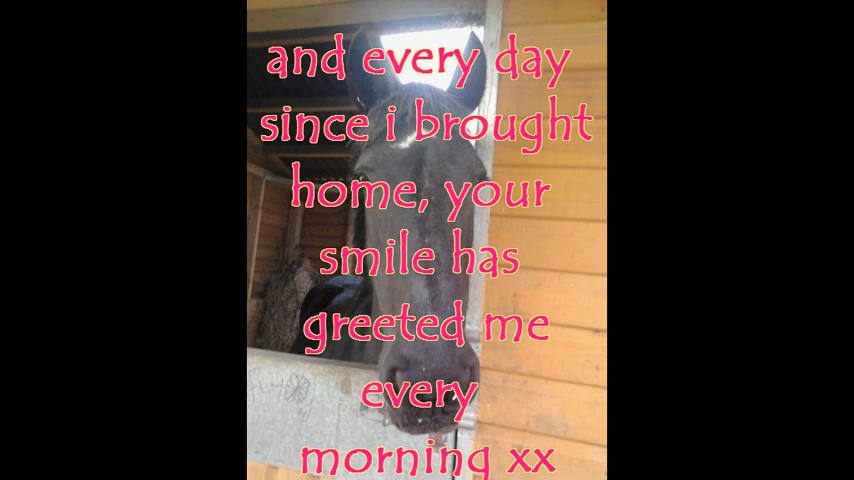 and every day
since i brought
home, your
smile has
greeted me
every
morning xx